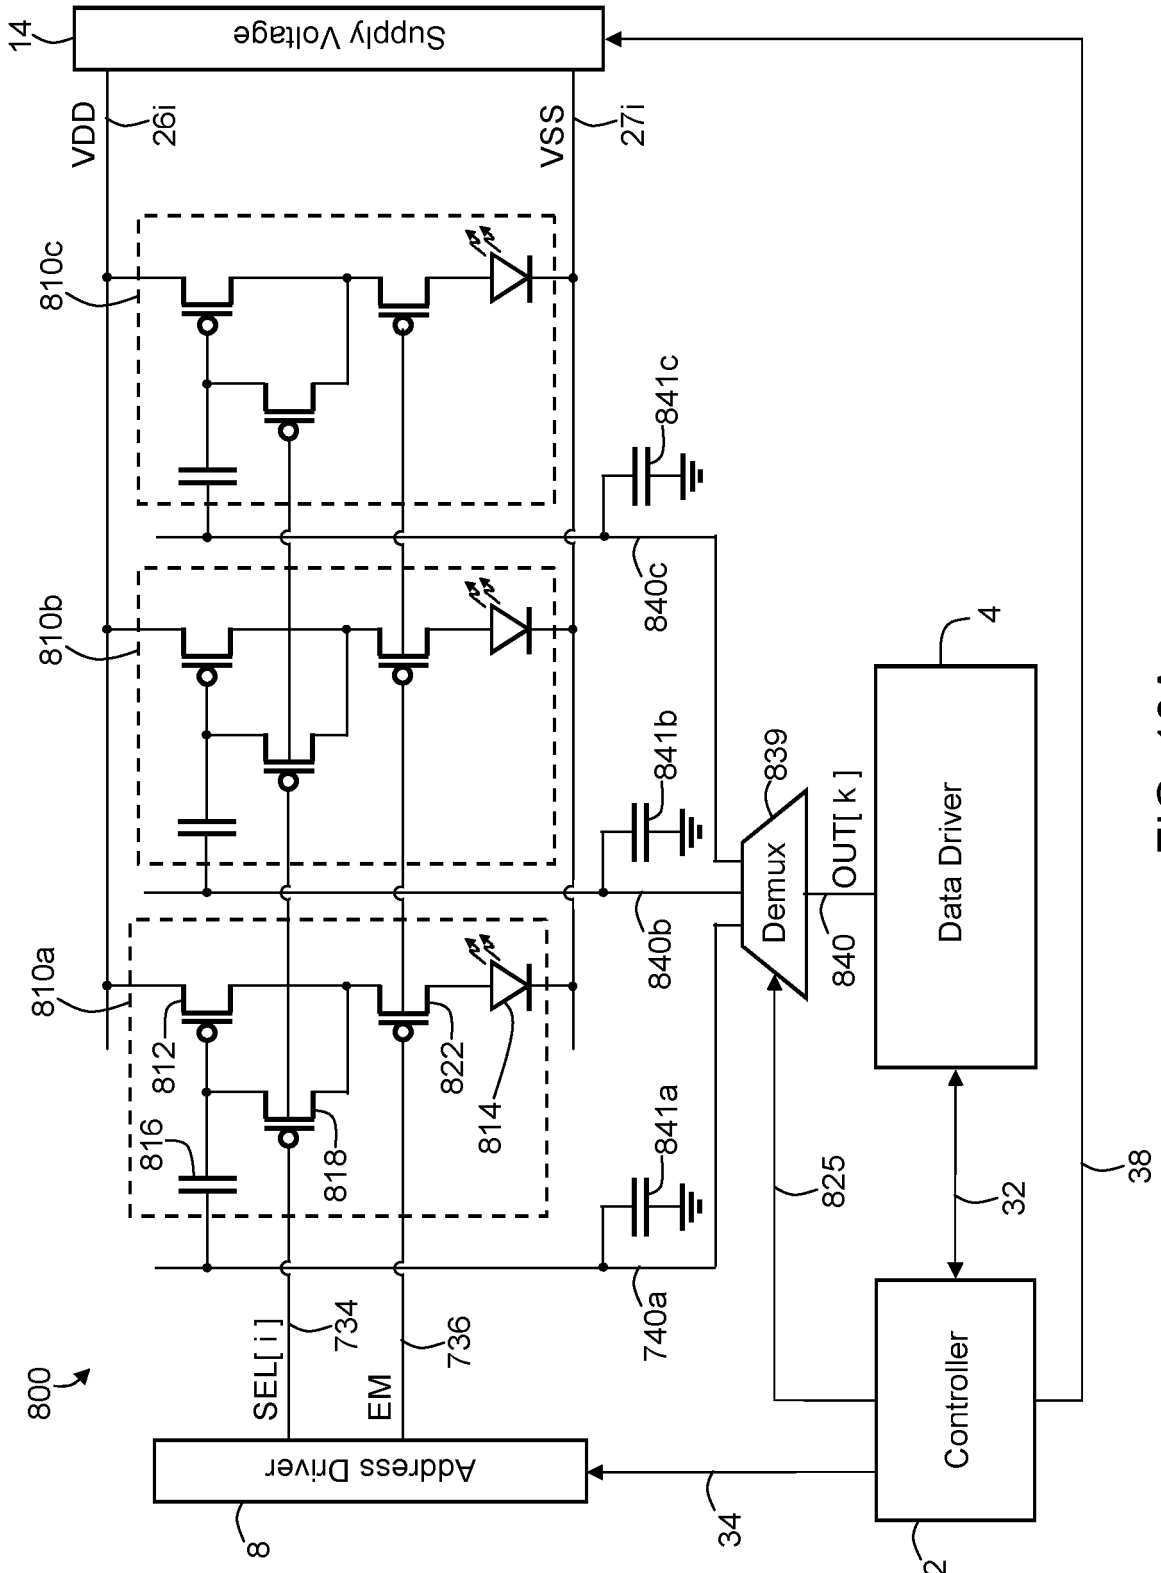 800
8
Address Driver
SEL[ i ]
734
EM
736
810a
812
816
818
822
814
810b
810c
VDD
26i
14
Supply Voltage
VSS
27i
740a
841a
840b
841b
840c
841c
Demux
839
840
OUT[ k ]
Data Driver
4
825
32
34
Controller
2
38